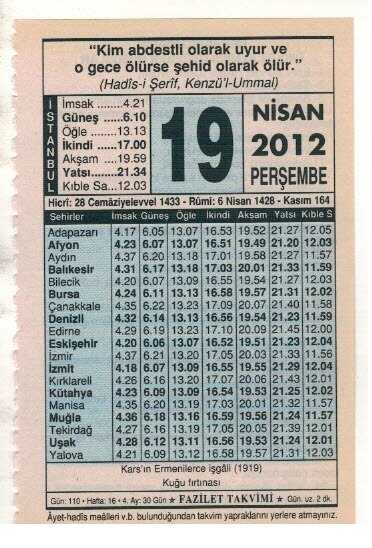 “Kim abdestli olarak uyur ve
o gece ölürse şehid olarak ölür.”
(Hadîs-i Şerîf, Kenzü'l-Ummal)
İSTANBUL
İmsak ........4.21
Güneş ......6.10
Öğle ........13.13
İkindi ......17.00
Akşam ....19.59
Yatsı.......21.34
Kıble Sa...12.03
19
NİSAN
2012
PERŞEMBE
Hicrî: 28 Cemâziyelevvel 1433 - Rûmî: 6 Nisan 1428 - Kasım 164
Şehirler İmsak Güneş Öğle İkindi Akşam Yatsı Kıble S
Adapazarı 4.17 6.05 13.07 16.53 19.52 21.27 12.05
Afyon 4.23 6.07 13.07 16.51 19.49 21.20 12.03
Aydın 4.37 6.20 13.18 17.01 19.58 21.27 11.55
Balıkesir 4.31 6.17 13.18 17.03 20.01 21.33 11.59
Bilecik 4.20 6.07 13.09 16.55 19.54 21.27 12.03
Bursa 4.24 6.11 13.13 16.58 19.57 21.31 12.02
Çanakkale 4.35 6.22 13.23 17.09 20.07 21.40 11.58
Denizli 4.32 6.14 13.13 16.56 19.54 21.23 11.59
Edirne 4.29 6.19 13.23 17.10 20.09 21.45 12.00
Eskişehir 4.20 6.06 13.07 16.52 19.51 21.23 12.04
İzmir 4.37 6.21 13.20 17.05 20.03 21.33 11.56
İzmit 4.18 6.07 13.09 16.55 19.55 21.29 12.04
Kırklareli 4.26 6.16 13.20 17.07 20.06 21.43 12.01
Kütahya 4.23 6.09 13.09 16.54 19.53 21.25 12.02
Manisa 4.35 6.20 13.19 17.03 20.01 21.32 11.57
Muğla 4.36 6.18 13.16 16.59 19.56 21.24 11.57
Tekirdağ 4.27 6.16 13.19 17.05 20.05 21.39 12.01
Uşak 4.28 6.12 13.11 16.56 19.53 21.24 12.01
Yalova 4.21 6.09 13.12 16.58 19.57 21.31 12.03
Kars'ın Ermenilerce işgâli (1919)
Kuğu fırtınası
Gün: 110 • Hafta: 16 • 4. Ay: 30 Gün ★ FAZİLET TAKVİMİ ★ Gün. uz. 2 dk.
Âyet-hadîs meâlleri v.b. bulunduğundan takvim yapraklarını yerlere atmayınız.